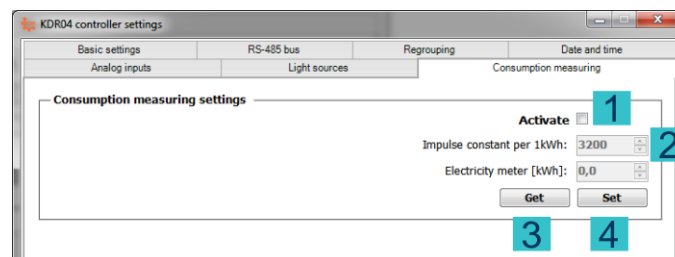 KDR04 controller settings
Basic settings RS-485 bus Regrouping Date and time
Analog inputs Light sources Consumption measuring
Consumption measuring settings
Activate 1
Impulse constant per 1kWh: 3200 2
Electricity meter [kWh]: 0,0
Get Set
3 4